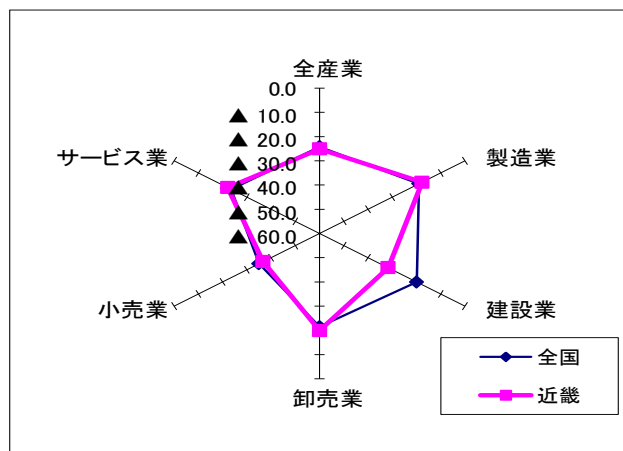 全産業
0.0
▲ 10.0
▲ 20.0
▲ 30.0
▲ 40.0
▲ 50.0
▲ 60.0
サービス業
製造業
小売業
建設業
卸売業
全国
近畿